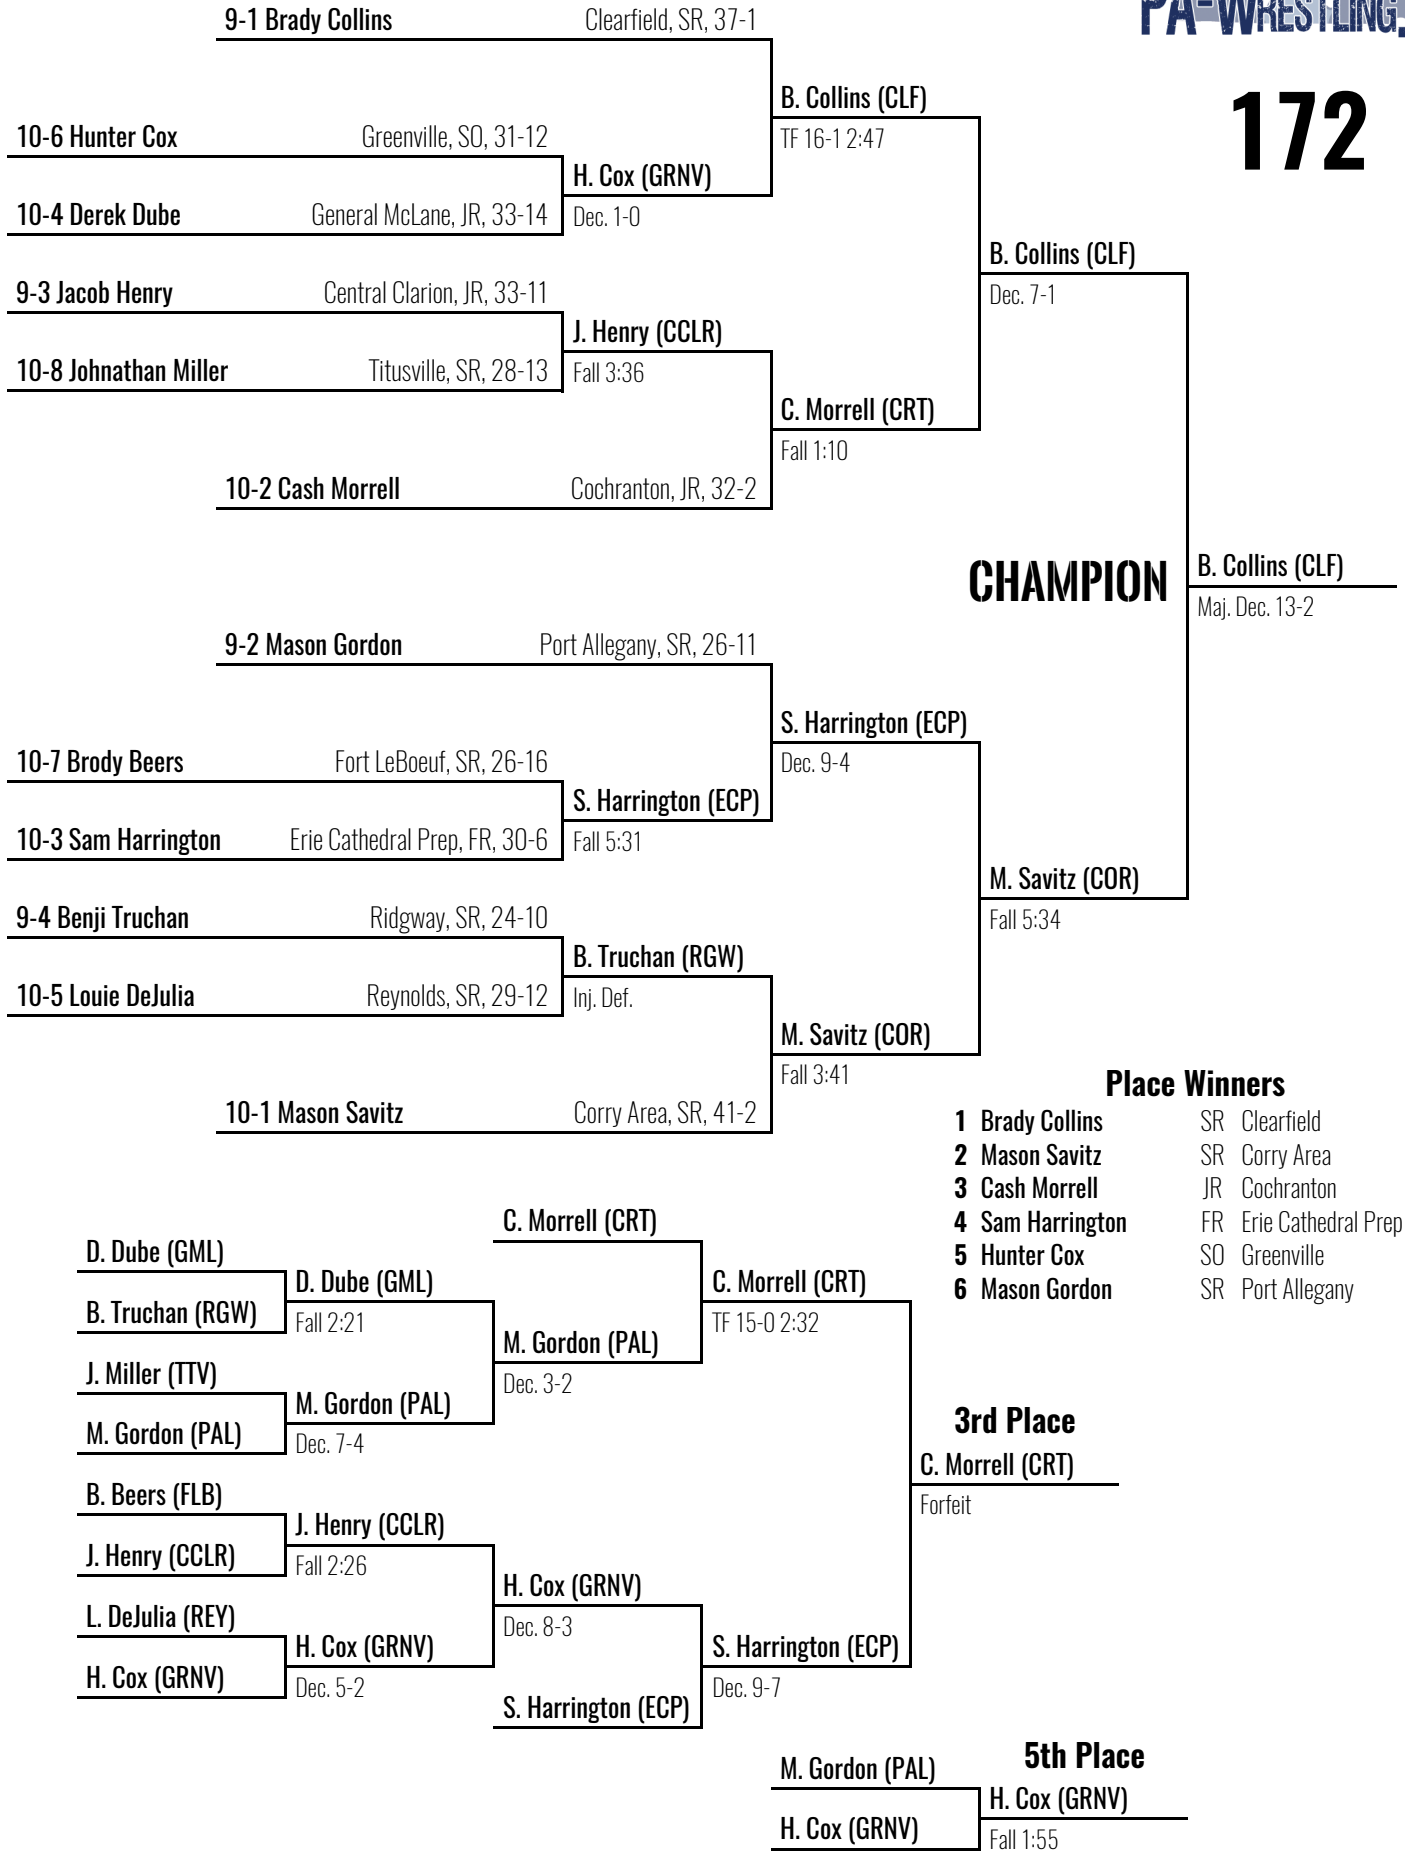 PA-WRESTLING.
172
9-1 Brady Collins Clearfield, SR, 37-1
B. Collins (CLF)
TF 16-1 2:47
10-6 Hunter Cox Greenville, SO, 31-12
H. Cox (GRNV)
Dec. 1-0
10-4 Derek Dube General McLane, JR, 33-14
B. Collins (CLF)
Dec. 7-1
9-3 Jacob Henry Central Clarion, JR, 33-11
J. Henry (CCLR)
Fall 3:36
10-8 Johnathan Miller Titusville, SR, 28-13
C. Morrell (CRT)
Fall 1:10
10-2 Cash Morrell Cochranton, JR, 32-2
CHAMPION
B. Collins (CLF)
Maj. Dec. 13-2
9-2 Mason Gordon Port Allegany, SR, 26-11
S. Harrington (ECP)
Dec. 9-4
10-7 Brody Beers Fort LeBoeuf, SR, 26-16
S. Harrington (ECP)
Fall 5:31
10-3 Sam Harrington Erie Cathedral Prep, FR, 30-6
M. Savitz (COR)
Fall 5:34
9-4 Benji Truchan Ridgway, SR, 24-10
B. Truchan (RGW)
Inj. Def.
10-5 Louie DeJulia Reynolds, SR, 29-12
M. Savitz (COR)
Fall 3:41
10-1 Mason Savitz Corry Area, SR, 41-2
Place Winners
1 Brady Collins SR Clearfield
2 Mason Savitz SR Corry Area
3 Cash Morrell JR Cochranton
4 Sam Harrington FR Erie Cathedral Prep
5 Hunter Cox SO Greenville
6 Mason Gordon SR Port Allegany
C. Morrell (CRT)
D. Dube (GML)
D. Dube (GML)
Fall 2:21
B. Truchan (RGW)
C. Morrell (CRT)
TF 15-0 2:32
M. Gordon (PAL)
Dec. 3-2
J. Miller (TTV)
M. Gordon (PAL)
Dec. 7-4
M. Gordon (PAL)
3rd Place
C. Morrell (CRT)
Forfeit
B. Beers (FLB)
J. Henry (CCLR)
Fall 2:26
J. Henry (CCLR)
H. Cox (GRNV)
Dec. 8-3
L. DeJulia (REY)
H. Cox (GRNV)
Dec. 5-2
H. Cox (GRNV)
S. Harrington (ECP)
Dec. 9-7
S. Harrington (ECP)
5th Place
M. Gordon (PAL)
H. Cox (GRNV)
Fall 1:55
H. Cox (GRNV)